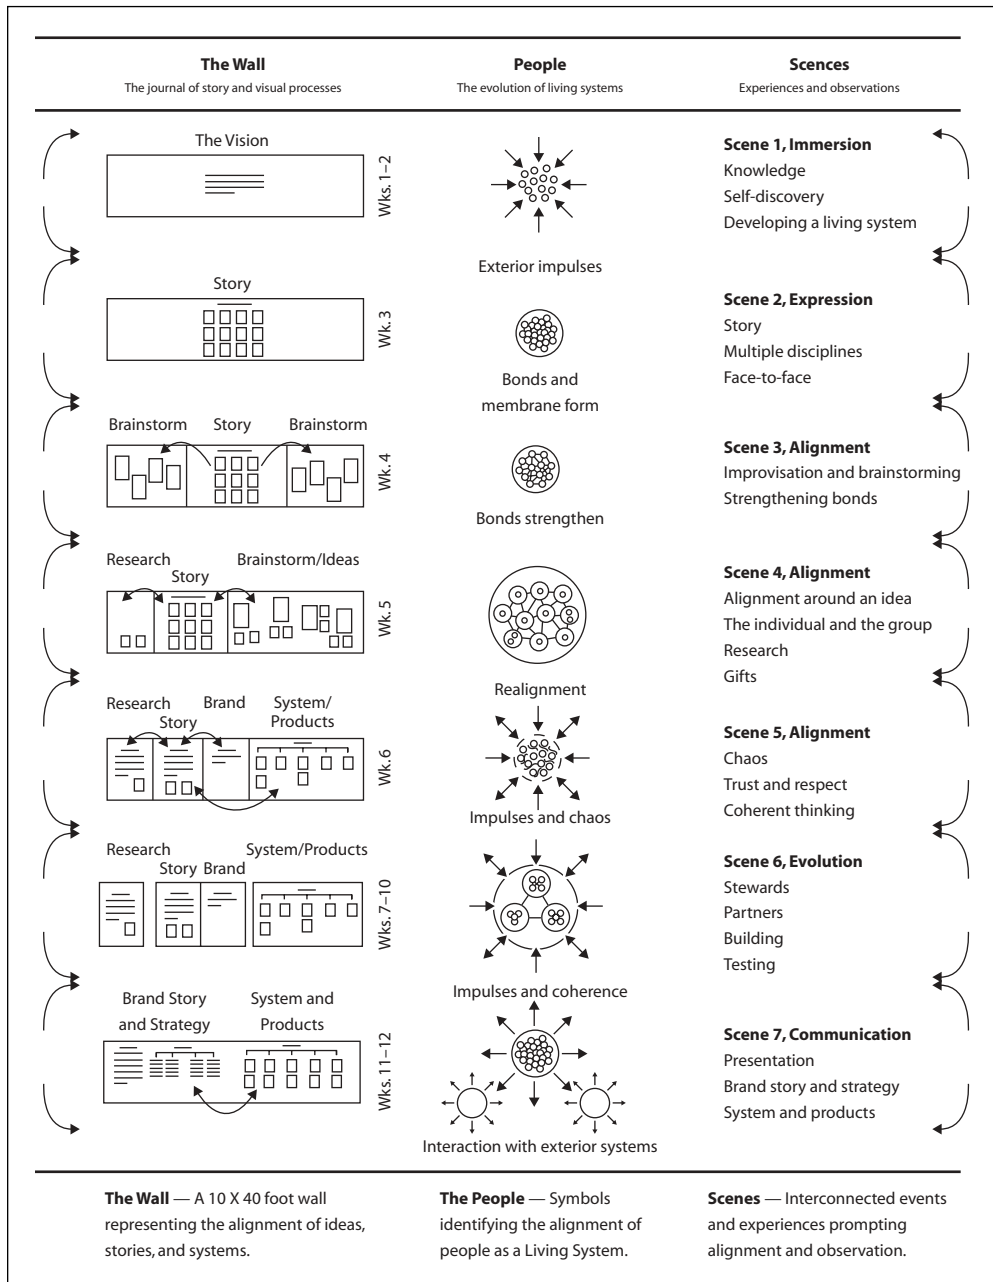 The Wall
The journal of story and visual processes
People
The evolution of living systems
Scences
Experiences and observations
The Vision
Wks. 1–2
Exterior impulses
Scene 1, Immersion
Knowledge
Self-discovery
Developing a living system
Story
Wk. 3
Bonds and
membrane form
Scene 2, Expression
Story
Multiple disciplines
Face-to-face
Brainstorm
Story
Brainstorm
Wk. 4
Bonds strengthen
Scene 3, Alignment
Improvisation and brainstorming
Strengthening bonds
Research
Story
Brainstorm/Ideas
Wk. 5
Realignment
Scene 4, Alignment
Alignment around an idea
The individual and the group
Research
Gifts
Research
Story
Brand
System/
Products
Wk. 6
Impulses and chaos
Scene 5, Alignment
Chaos
Trust and respect
Coherent thinking
Research
Story
Brand
System/Products
Wks. 7–10
Impulses and coherence
Scene 6, Evolution
Stewards
Partners
Building
Testing
Brand Story
and Strategy
System and
Products
Wks. 11–12
Interaction with exterior systems
Scene 7, Communication
Presentation
Brand story and strategy
System and products
The Wall — A 10 X 40 foot wall
representing the alignment of ideas,
stories, and systems.
The People — Symbols
identifying the alignment of
people as a Living System.
Scenes — Interconnected events
and experiences prompting
alignment and observation.